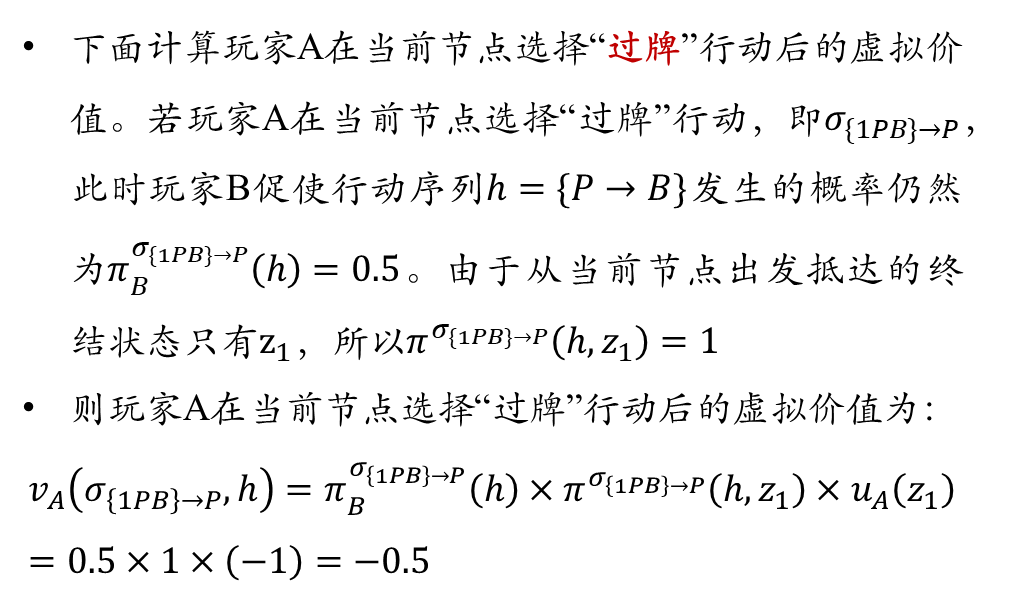 • 下面计算玩家A在当前节点选择“过牌”行动后的虚拟价
值。若玩家A在当前节点选择“过牌”行动，即σ_{{1PB}→P}，
此时玩家B促使行动序列h = {P → B}发生的概率仍然
为π_B^{σ_{{1PB}→P}}(h) = 0.5。由于从当前节点出发抵达的终
结状态只有z₁，所以π^{σ_{{1PB}→P}}(h, z₁) = 1
• 则玩家A在当前节点选择“过牌”行动后的虚拟价值为：
v_A(σ_{{1PB}→P}, h) = π_B^{σ_{{1PB}→P}}(h) × π^{σ_{{1PB}→P}}(h, z₁) × u_A(z₁)
= 0.5 × 1 × (−1) = −0.5